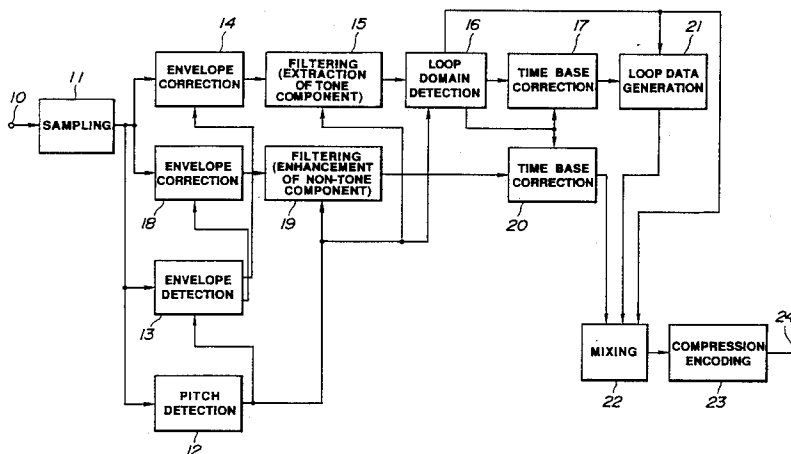 14
15
16
17
21
11
10
ENVELOPE
CORRECTION
FILTERING
(EXTRACTION
OF TONE
COMPONENT)
LOOP
DOMAIN
DETECTION
TIME BASE
CORRECTION
LOOP DATA
GENERATION
SAMPLING
ENVELOPE
CORRECTION
FILTERING
(ENHANCEMENT
OF NON-TONE
COMPONENT)
TIME BASE
CORRECTION
18
19
20
ENVELOPE
DETECTION
13
24
MIXING
COMPRESSION
ENCODING
22
23
PITCH
DETECTION
12